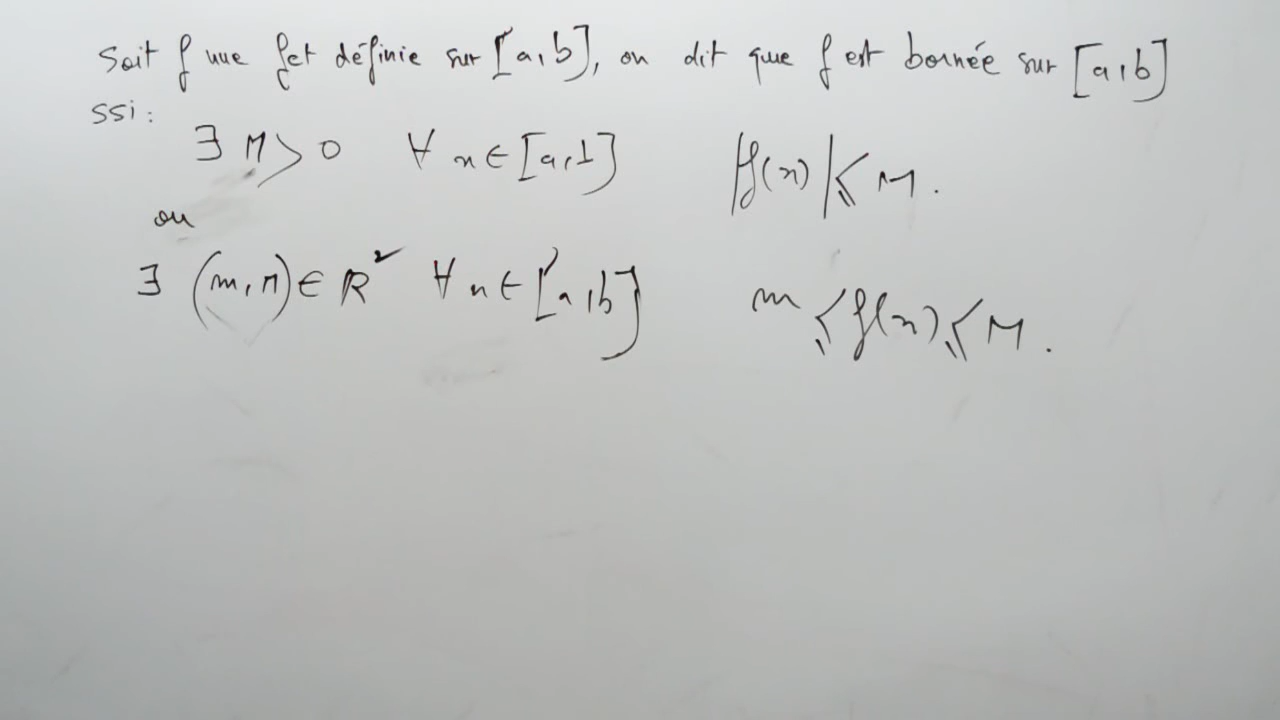 Soit f une fct définie sur [a,b], on dit que f est bornée sur [a,b]
ssi:
∃ M > 0 ∀ x ∈ [a,b] |f(x)| ⩽ M.
ou
∃ (m,M) ∈ ℝ² ∀ x ∈ [a,b] m ⩽ f(x) ⩽ M.